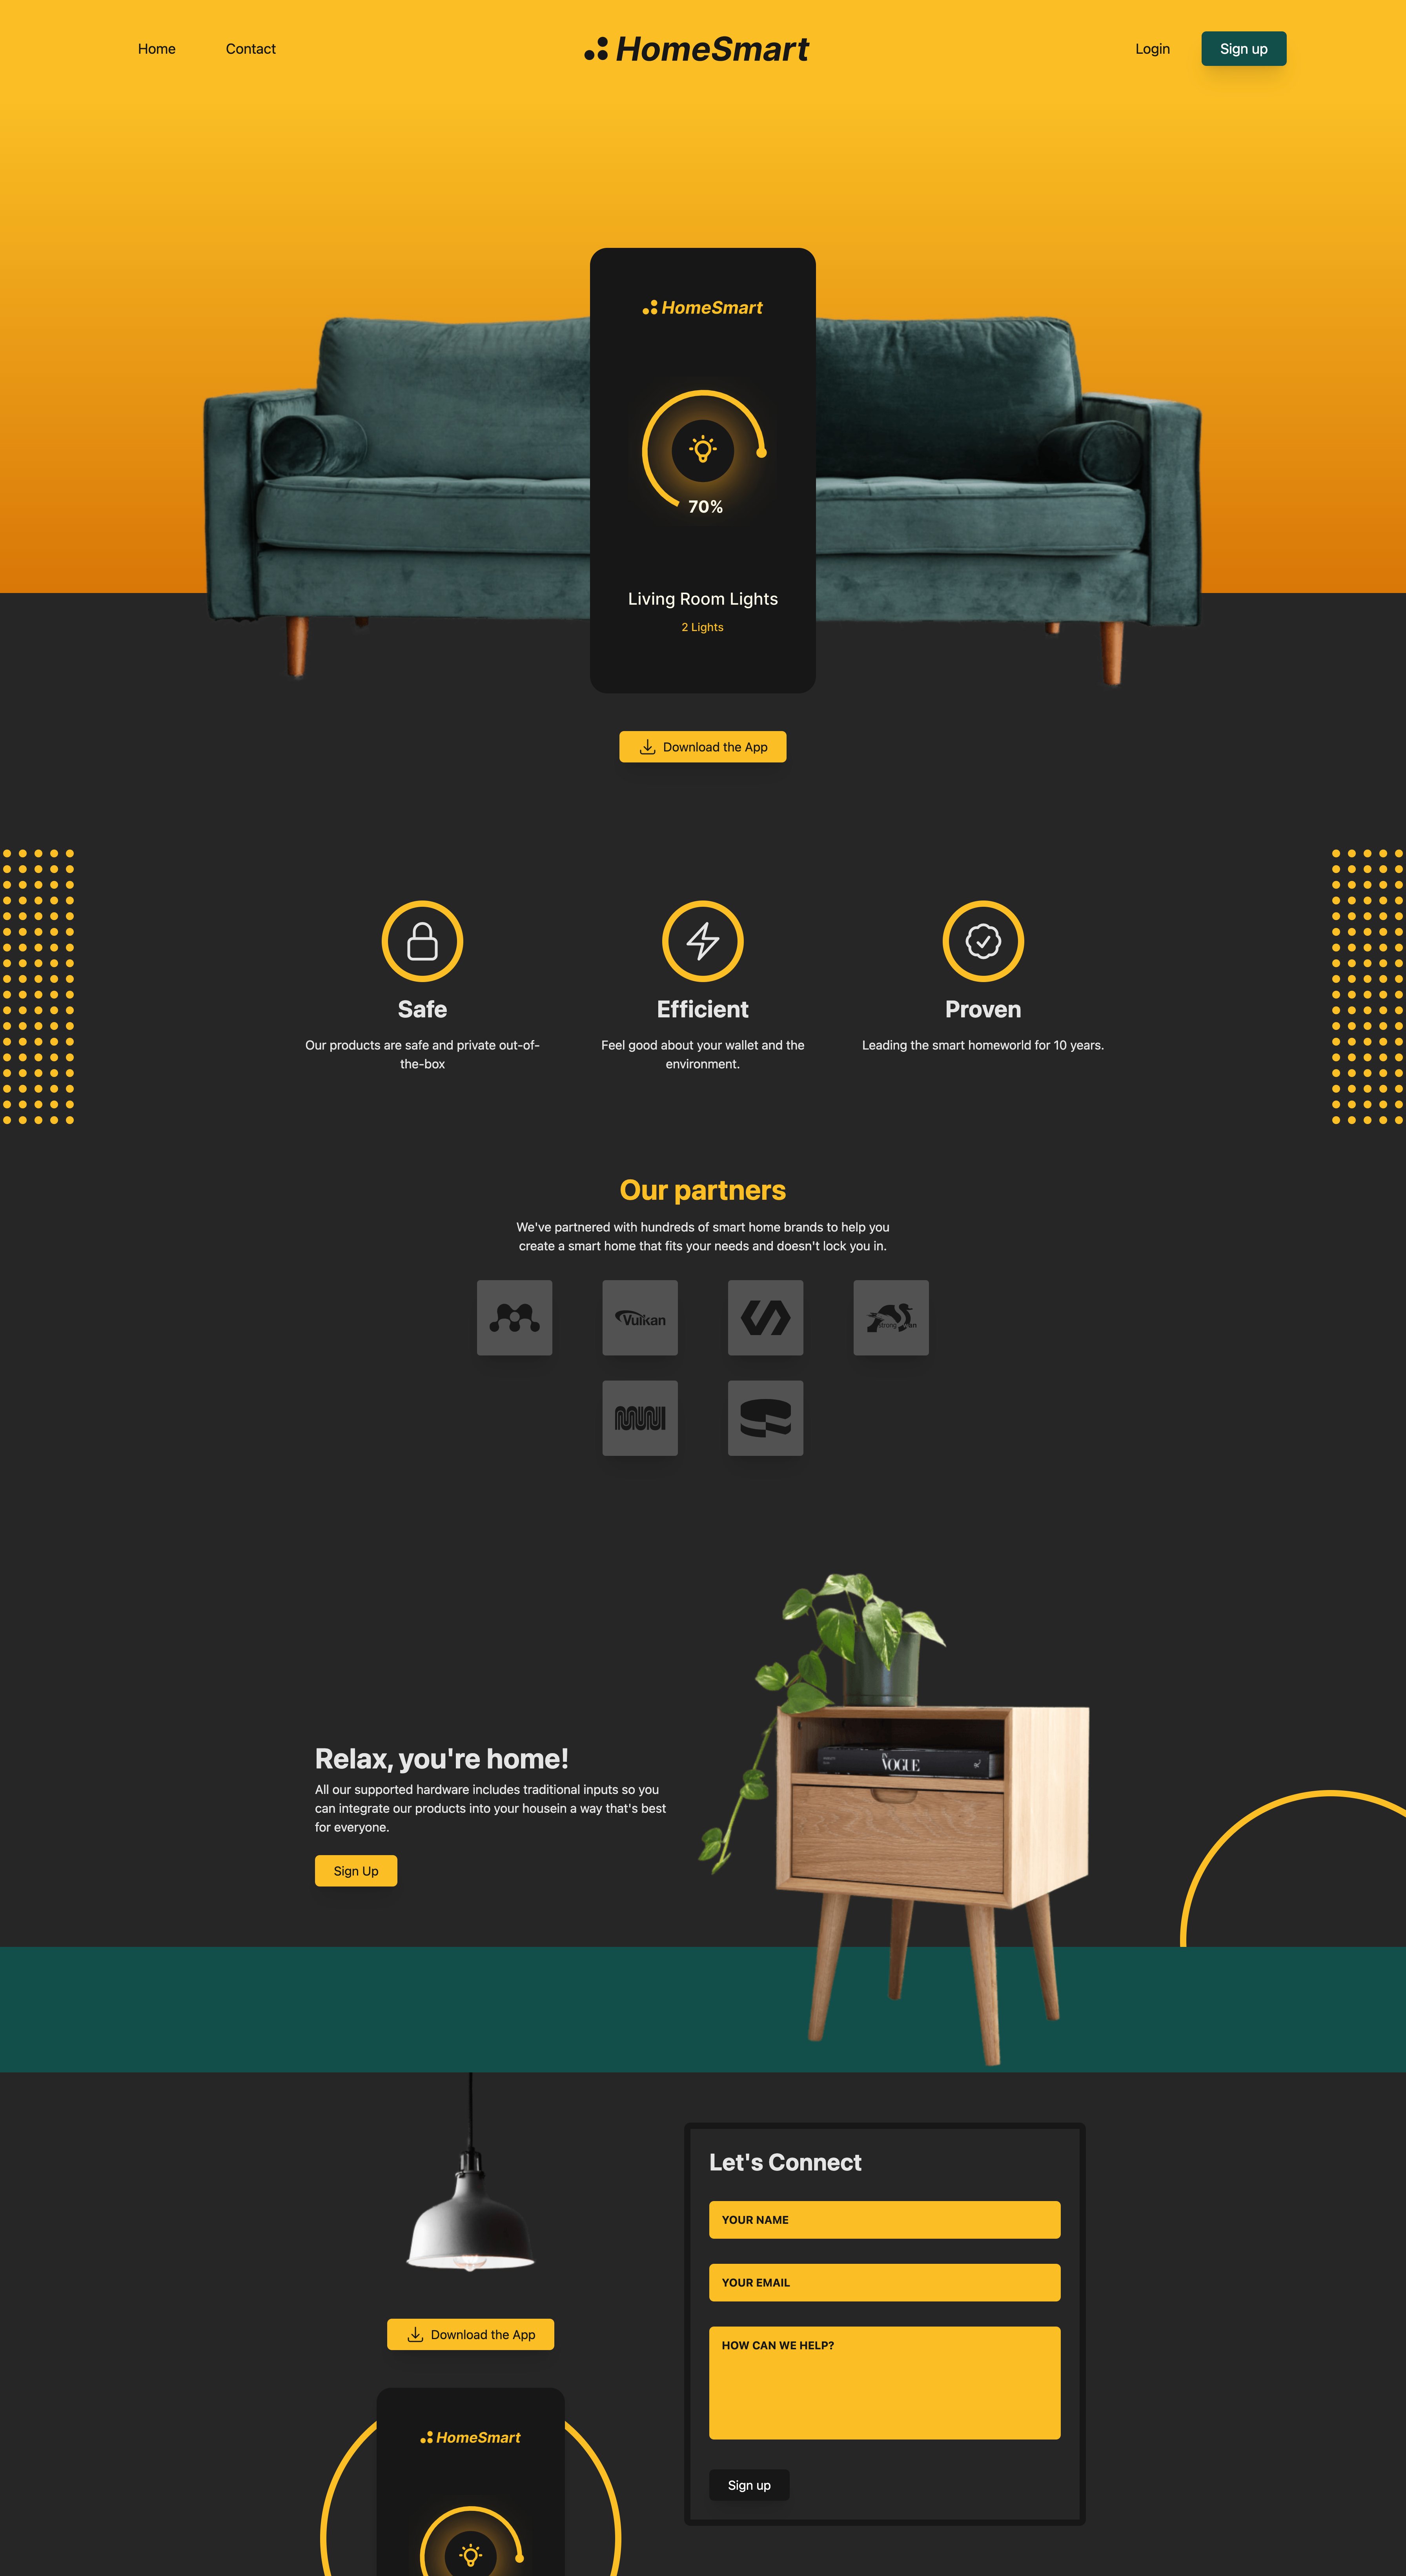 Home
Contact
HomeSmart
Login
Sign up
HomeSmart
70%
Living Room Lights
2 Lights
Download the App
Safe
Our products are safe and private out-of-
the-box
Efficient
Feel good about your wallet and the
environment.
Proven
Leading the smart homeworld for 10 years.
Our partners
We've partnered with hundreds of smart home brands to help you
create a smart home that fits your needs and doesn't lock you in.
Vulkan
strong
MUNI
IN VOGUE
Relax, you're home!
All our supported hardware includes traditional inputs so you
can integrate our products into your housein a way that's best
for everyone.
Sign Up
Download the App
HomeSmart
Let's Connect
YOUR NAME
YOUR EMAIL
HOW CAN WE HELP?
Sign up